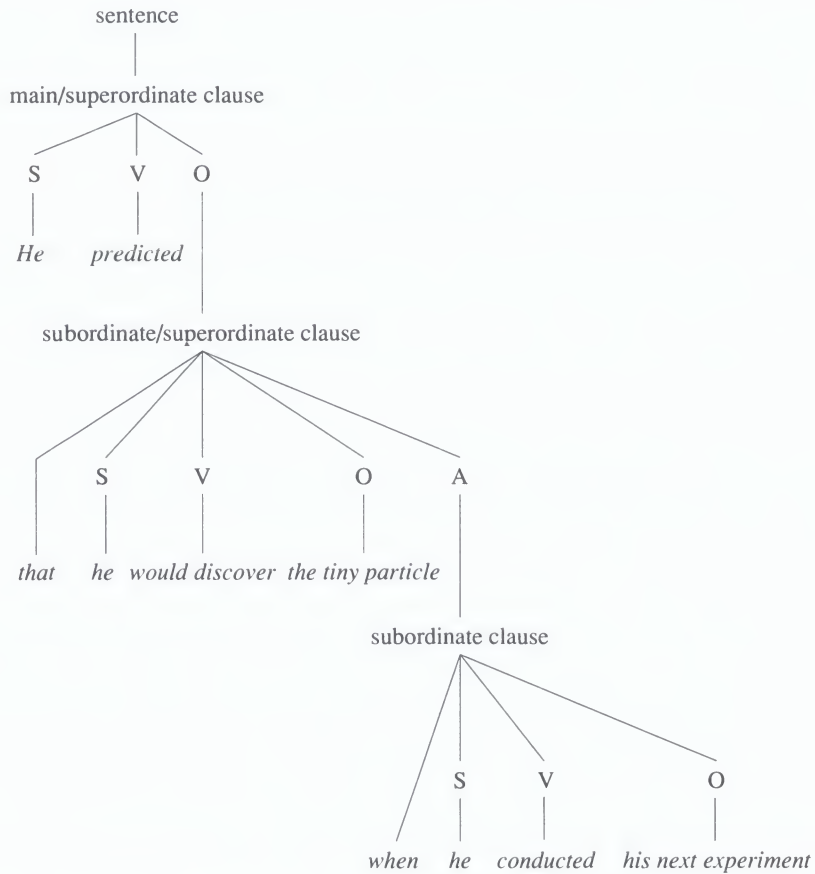 sentence
main/superordinate clause
S V O
He predicted
subordinate/superordinate clause
S V O A
that he would discover the tiny particle
subordinate clause
S V O
when he conducted his next experiment